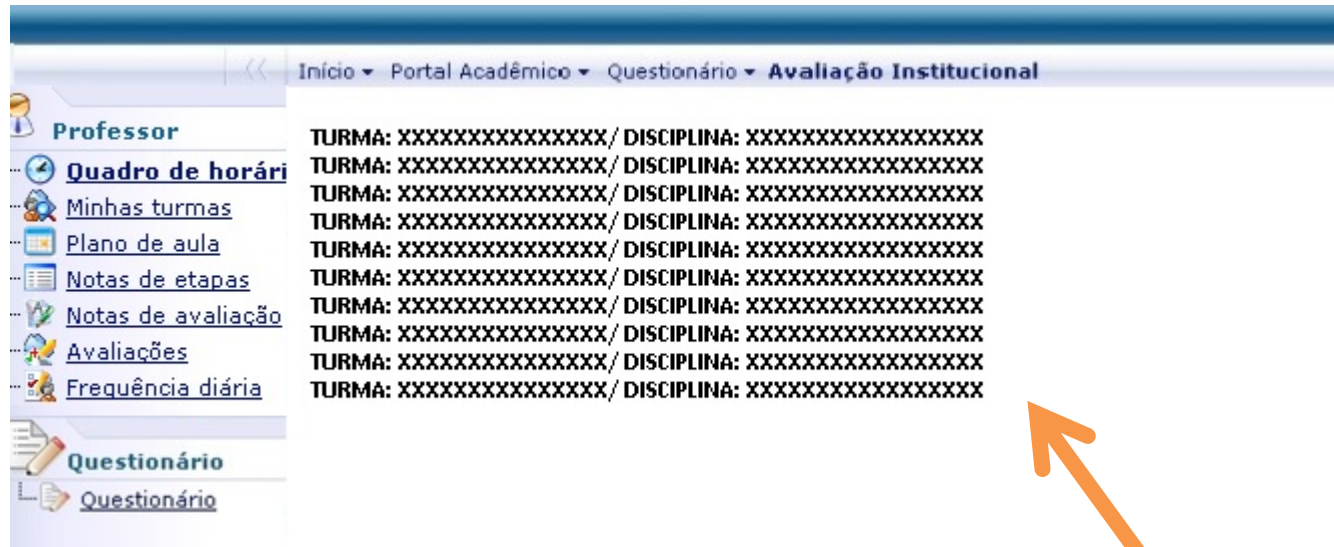 Início Portal Acadêmico Questionário Avaliação Institucional
Professor
Quadro de horári
Minhas turmas
Plano de aula
Notas de etapas
Notas de avaliação
Avaliações
Frequência diária
Questionário
Questionário
TURMA: XXXXXXXXXXXXXXX/ DISCIPLINA: XXXXXXXXXXXXXXXXX
TURMA: XXXXXXXXXXXXXXX/ DISCIPLINA: XXXXXXXXXXXXXXXXX
TURMA: XXXXXXXXXXXXXXX/ DISCIPLINA: XXXXXXXXXXXXXXXXX
TURMA: XXXXXXXXXXXXXXX/ DISCIPLINA: XXXXXXXXXXXXXXXXX
TURMA: XXXXXXXXXXXXXXX/ DISCIPLINA: XXXXXXXXXXXXXXXXX
TURMA: XXXXXXXXXXXXXXX/ DISCIPLINA: XXXXXXXXXXXXXXXXX
TURMA: XXXXXXXXXXXXXXX/ DISCIPLINA: XXXXXXXXXXXXXXXXX
TURMA: XXXXXXXXXXXXXXX/ DISCIPLINA: XXXXXXXXXXXXXXXXX
TURMA: XXXXXXXXXXXXXXX/ DISCIPLINA: XXXXXXXXXXXXXXXXX
TURMA: XXXXXXXXXXXXXXX/ DISCIPLINA: XXXXXXXXXXXXXXXXX